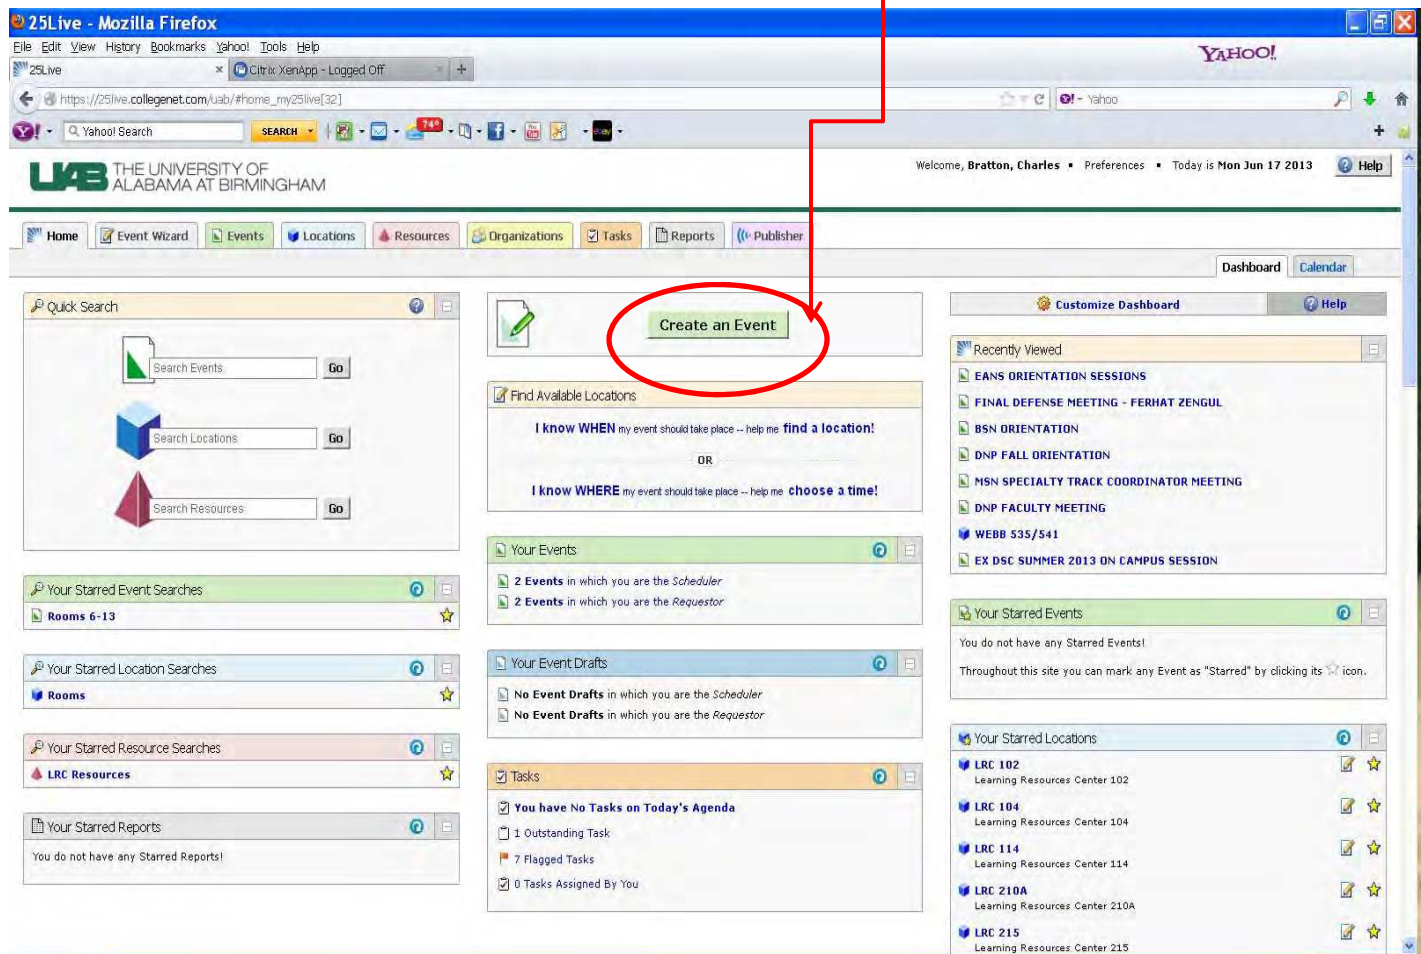 25Live - Mozilla Firefox
File Edit View History Bookmarks Yahoo! Tools Help
YAHOO!
25Live × Citrix XenApp - Logged Off × +
https://25live.collegenet.com/uab/#home_my25live[32]
Yahoo
Yahoo! Search SEARCH 74°
UAB THE UNIVERSITY OF
ALABAMA AT BIRMINGHAM
Welcome, Bratton, Charles ▪ Preferences ▪ Today is Mon Jun 17 2013 Help
Home Event Wizard Events Locations Resources Organizations Tasks Reports Publisher
Dashboard Calendar
Quick Search
Search Events Go
Search Locations Go
Search Resources Go
Your Starred Event Searches
Rooms 6-13
Your Starred Location Searches
Rooms
Your Starred Resource Searches
LRC Resources
Your Starred Reports
You do not have any Starred Reports!
Create an Event
Find Available Locations
I know WHEN my event should take place -- help me find a location!
OR
I know WHERE my event should take place -- help me choose a time!
Your Events
2 Events in which you are the Scheduler
2 Events in which you are the Requestor
Your Event Drafts
No Event Drafts in which you are the Scheduler
No Event Drafts in which you are the Requestor
Tasks
You have No Tasks on Today's Agenda
1 Outstanding Task
7 Flagged Tasks
0 Tasks Assigned By You
Customize Dashboard Help
Recently Viewed
EANS ORIENTATION SESSIONS
FINAL DEFENSE MEETING - FERHAT ZENGUL
BSN ORIENTATION
DNP FALL ORIENTATION
MSN SPECIALTY TRACK COORDINATOR MEETING
DNP FACULTY MEETING
WEBB 535/541
EX DSC SUMMER 2013 ON CAMPUS SESSION
Your Starred Events
You do not have any Starred Events!
Throughout this site you can mark any Event as "Starred" by clicking its icon.
Your Starred Locations
LRC 102
Learning Resources Center 102
LRC 104
Learning Resources Center 104
LRC 114
Learning Resources Center 114
LRC 210A
Learning Resources Center 210A
LRC 215
Learning Resources Center 215